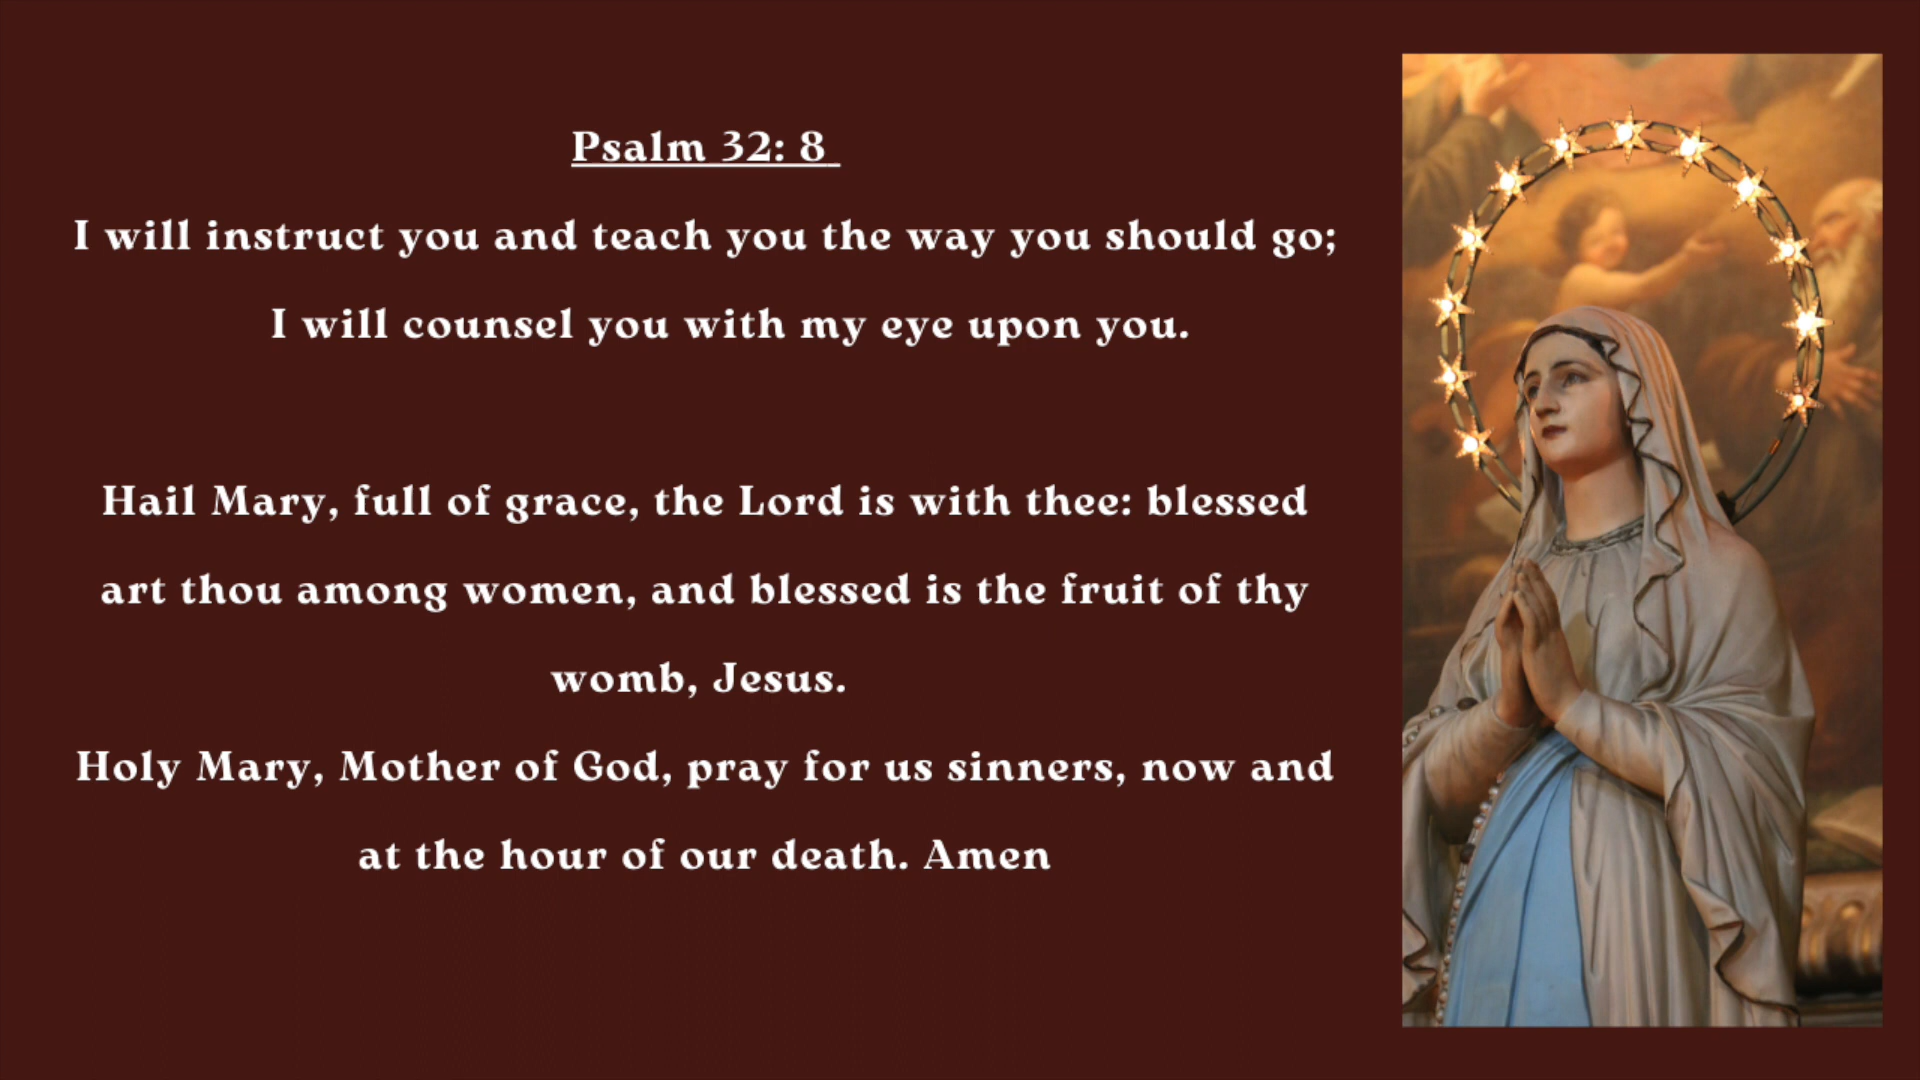 Psalm 32: 8
I will instruct you and teach you the way you should go;
I will counsel you with my eye upon you.
Hail Mary, full of grace, the Lord is with thee: blessed
art thou among women, and blessed is the fruit of thy
womb, Jesus.
Holy Mary, Mother of God, pray for us sinners, now and
at the hour of our death. Amen